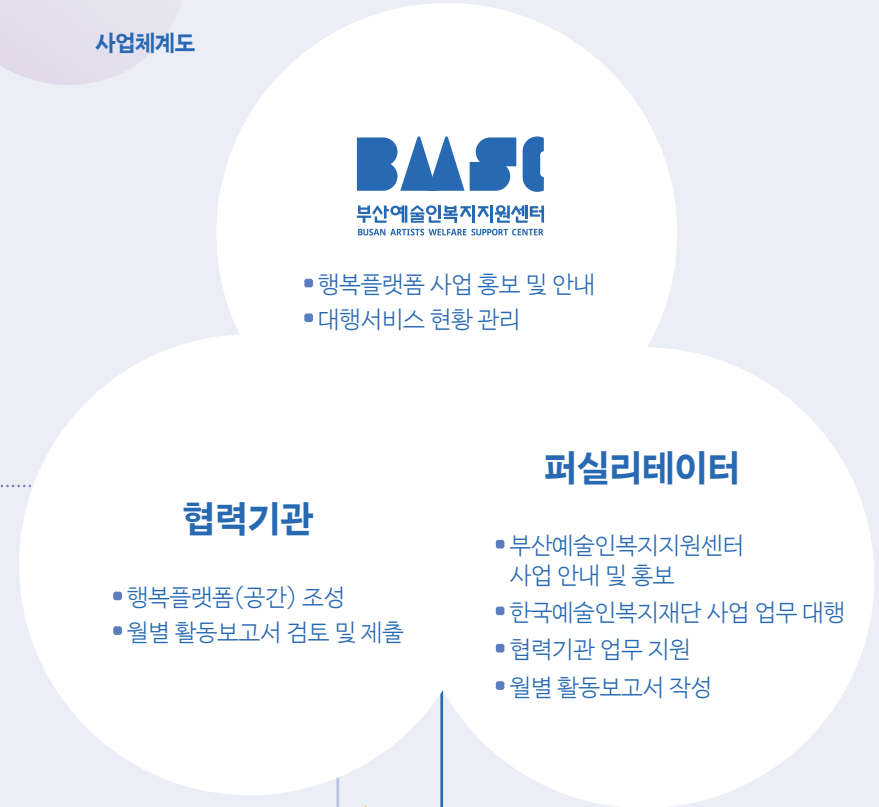 사업체계도
BMSC
부산예술인복지지원센터
BUSAN ARTISTS WELFARE SUPPORT CENTER
행복플랫폼 사업 홍보 및 안내
대행서비스 현황 관리
협력기관
행복플랫폼(공간) 조성
월별 활동보고서 검토 및 제출
퍼실리테이터
부산예술인복지지원센터
사업 안내 및 홍보
한국예술인복지재단 사업 업무 대행
협력기관 업무 지원
월별 활동보고서 작성